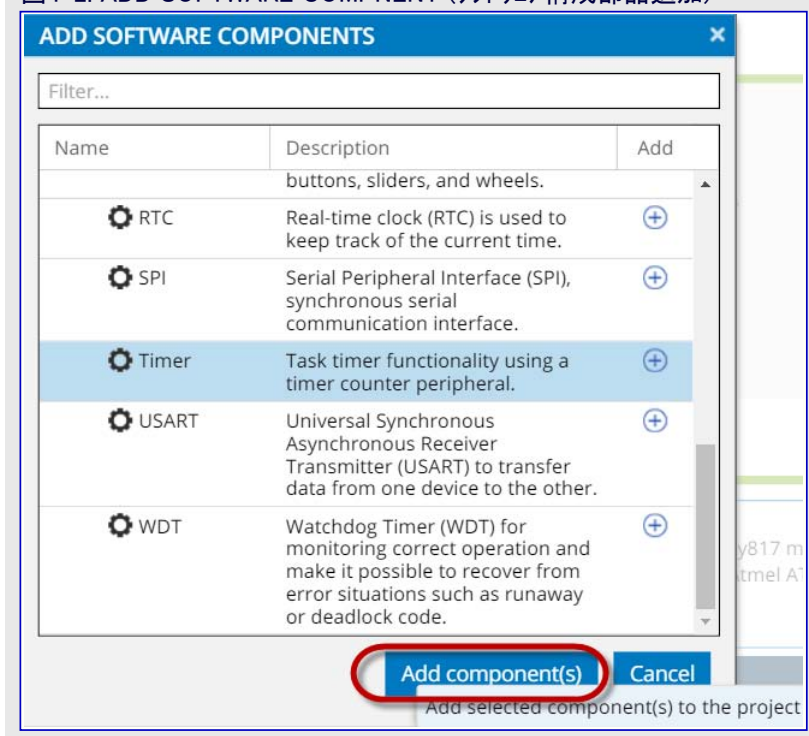 ADD SOFTWARE COMPONENTS ×
Filter...
Name Description Add
buttons, sliders, and wheels.
RTC Real-time clock (RTC) is used to
keep track of the current time.
SPI Serial Peripheral Interface (SPI),
synchronous serial
communication interface.
Timer Task timer functionality using a
timer counter peripheral.
USART Universal Synchronous
Asynchronous Receiver
Transmitter (USART) to transfer
data from one device to the other.
WDT Watchdog Timer (WDT) for
monitoring correct operation and
make it possible to recover from
error situations such as runaway
or deadlock code.
y817 m
tmel AT
Add component(s) Cancel
Add selected component(s) to the project